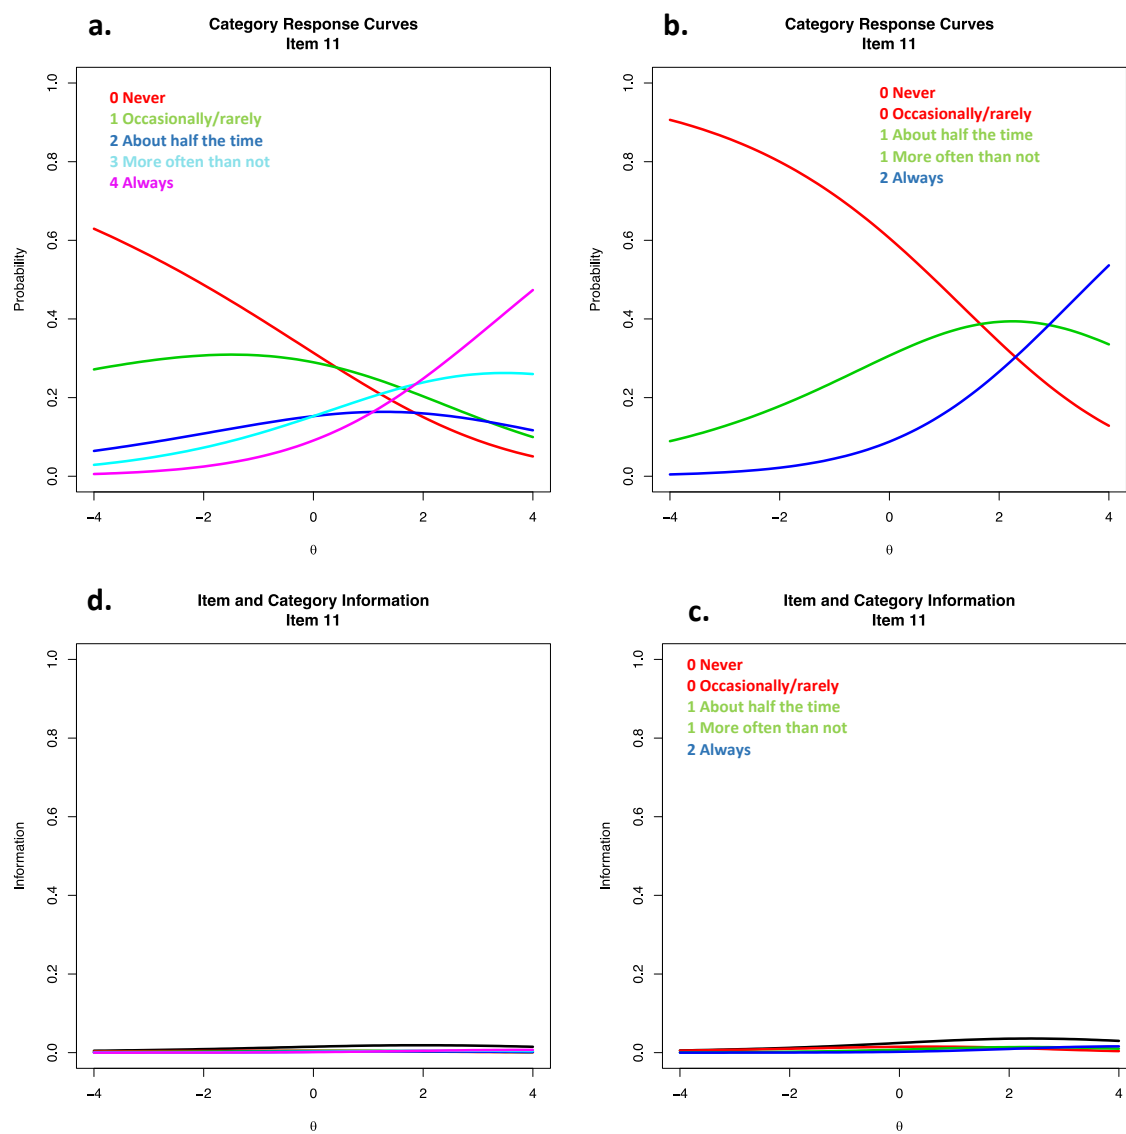 a.
Category Response Curves
Item 11
0 Never
1 Occasionally/rarely
2 About half the time
3 More often than not
4 Always
Probability
0.0 0.2 0.4 0.6 0.8 1.0
−4 −2 0 2 4
θ
b.
Category Response Curves
Item 11
0 Never
0 Occasionally/rarely
1 About half the time
1 More often than not
2 Always
Probability
0.0 0.2 0.4 0.6 0.8 1.0
−4 −2 0 2 4
θ
d.
Item and Category Information
Item 11
Information
0.0 0.2 0.4 0.6 0.8 1.0
−4 −2 0 2 4
θ
c.
Item and Category Information
Item 11
0 Never
0 Occasionally/rarely
1 About half the time
1 More often than not
2 Always
Information
0.0 0.2 0.4 0.6 0.8 1.0
−4 −2 0 2 4
θ